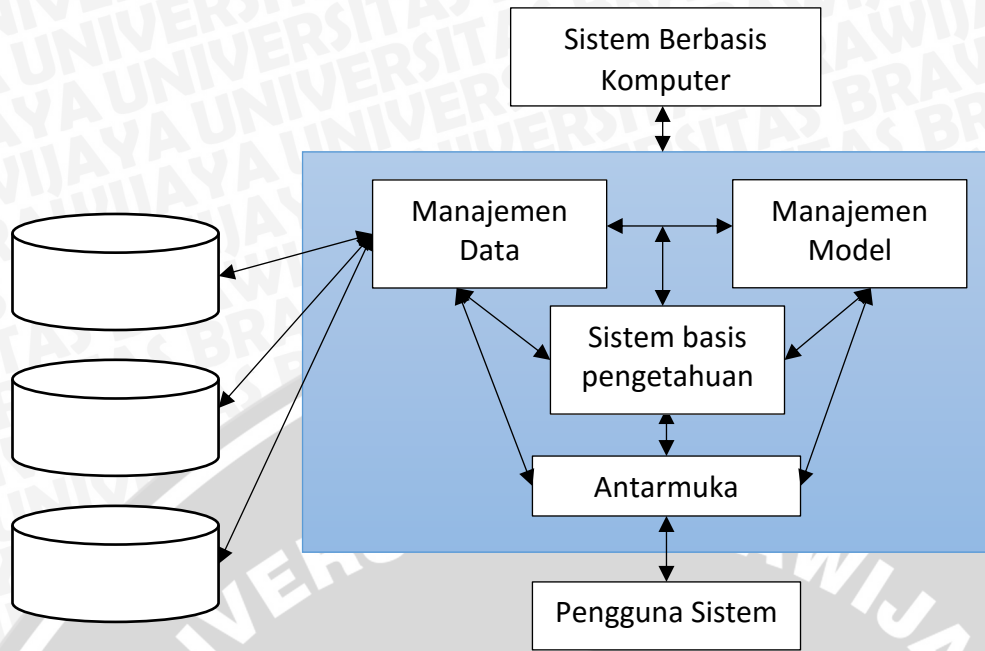 Sistem Berbasis
Komputer
Manajemen
Data
Manajemen
Model
Sistem basis
pengetahuan
Antarmuka
Pengguna Sistem